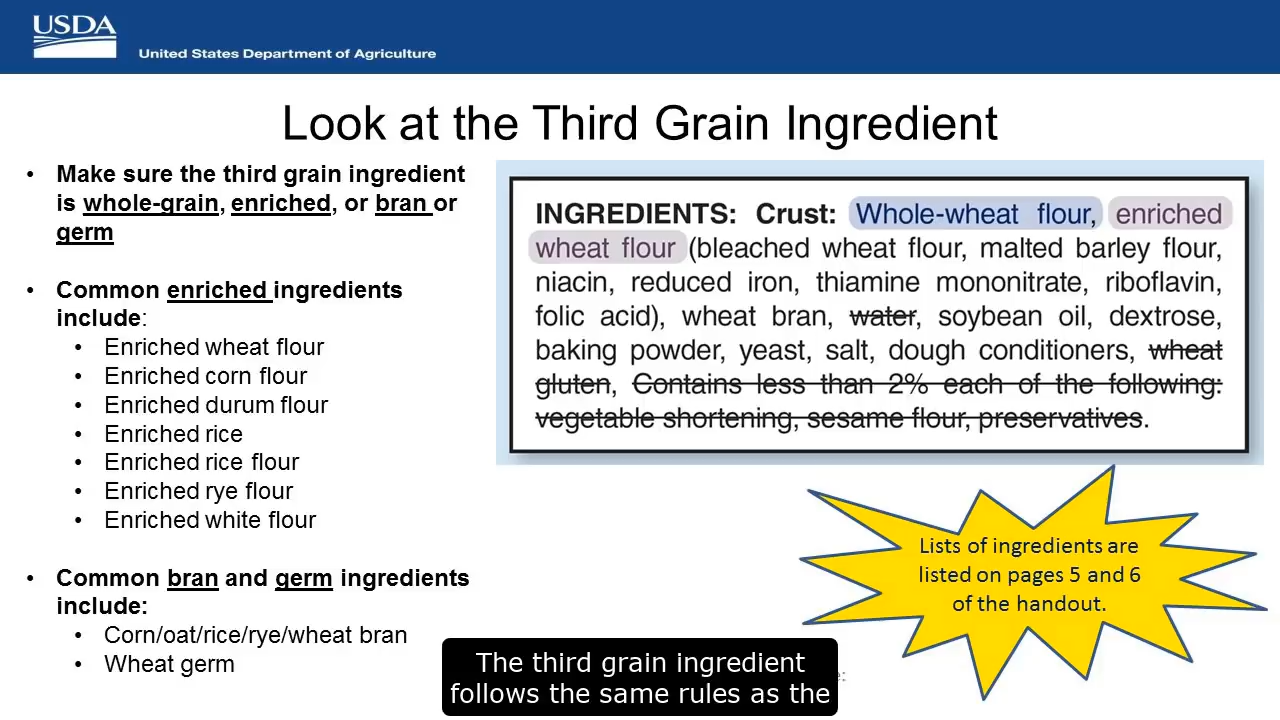 USDA
United States Department of Agriculture
Look at the Third Grain Ingredient
• Make sure the third grain ingredient
is whole-grain, enriched, or bran or
germ
• Common enriched ingredients
include:
• Enriched wheat flour
• Enriched corn flour
• Enriched durum flour
• Enriched rice
• Enriched rice flour
• Enriched rye flour
• Enriched white flour
• Common bran and germ ingredients
include:
• Corn/oat/rice/rye/wheat bran
• Wheat germ
INGREDIENTS: Crust: Whole-wheat flour, enriched
wheat flour (bleached wheat flour, malted barley flour,
niacin, reduced iron, thiamine mononitrate, riboflavin,
folic acid), wheat bran, water, soybean oil, dextrose,
baking powder, yeast, salt, dough conditioners, wheat
gluten, Contains less than 2% each of the following:
vegetable shortening, sesame flour, preservatives.
Lists of ingredients are
listed on pages 5 and 6
of the handout.
The third grain ingredient
follows the same rules as the